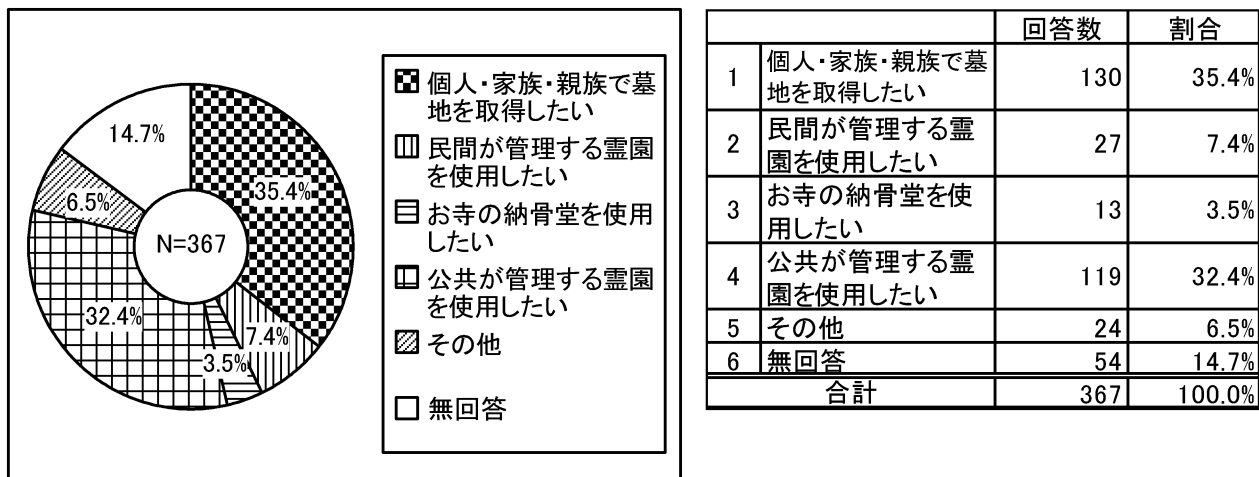 14.7%
6.5%
35.4%
N=367
32.4%
7.4%
3.5%
個人・家族・親族で墓
地を取得したい
民間が管理する霊園
を使用したい
お寺の納骨堂を使用
したい
公共が管理する霊園
を使用したい
その他
無回答
回答数 割合
1 個人・家族・親族で墓
地を取得したい 130 35.4%
2 民間が管理する霊
園を使用したい 27 7.4%
3 お寺の納骨堂を使
用したい 13 3.5%
4 公共が管理する霊
園を使用したい 119 32.4%
5 その他 24 6.5%
6 無回答 54 14.7%
合計 367 100.0%